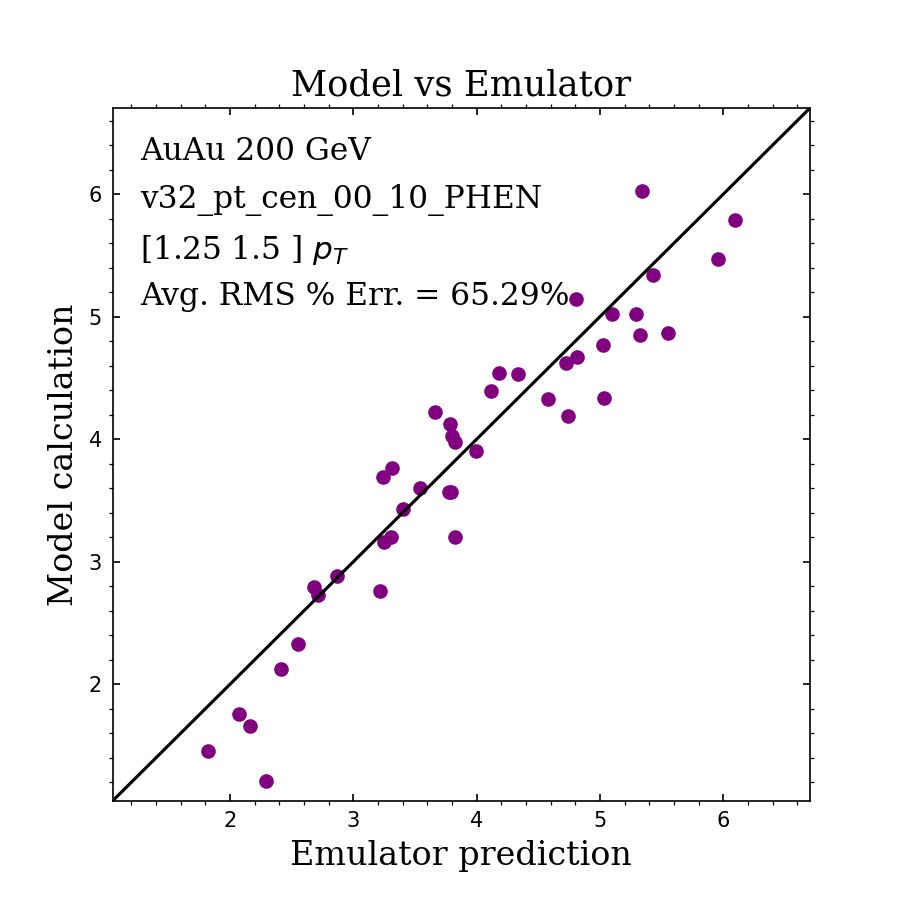 Model vs Emulator
AuAu 200 GeV
v32_pt_cen_00_10_PHEN
[1.25 1.5 ] p_T
Avg. RMS % Err. = 65.29%
Model calculation
6
5
4
3
2
2 3 4 5 6
Emulator prediction